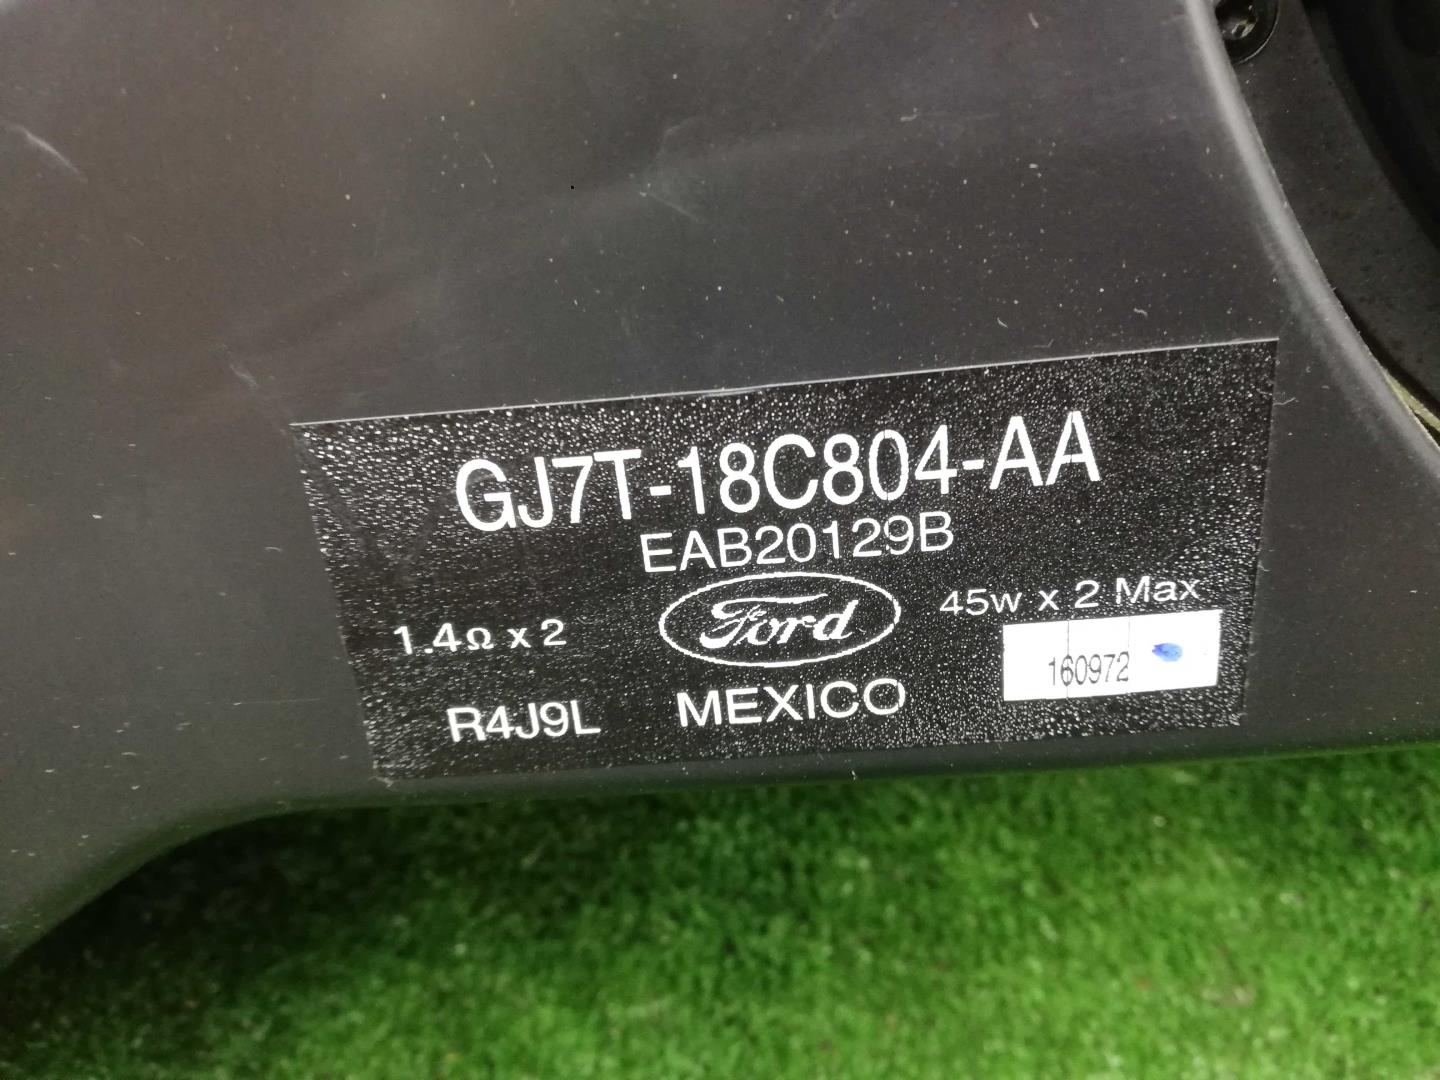 GJ7T-18C804-AA
EAB20129B
1.4Ω x 2
Ford
45w x 2 Max
160972
R4J9L
MEXICO